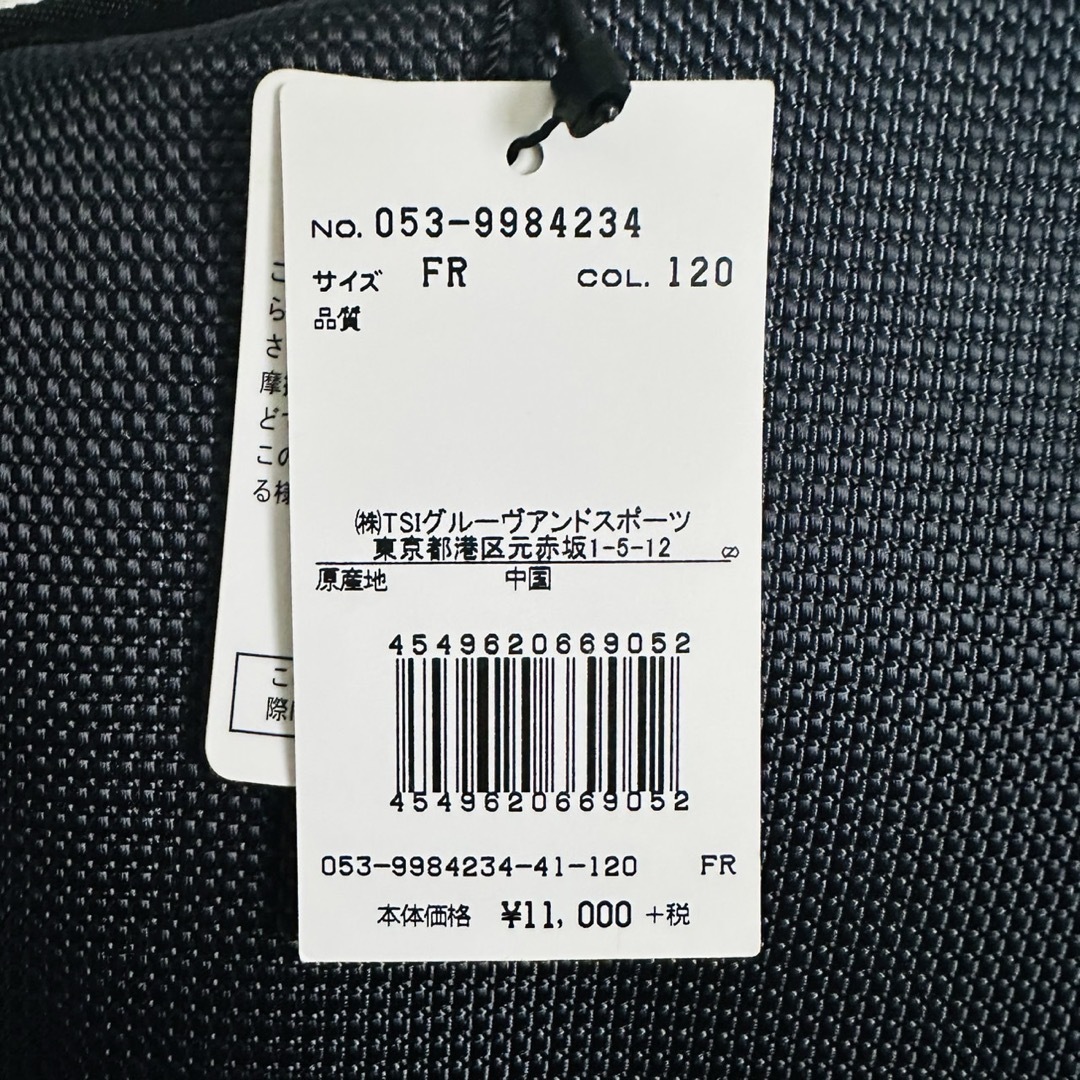 NO. 053-9984234
サイズ FR COL. 120
品質
㈱TSIグルーヴアンドスポーツ
東京都港区元赤坂1-5-12 (Z)
原産地 中国
4549620669052
4549620669052
053-9984234-41-120 FR
本体価格 ¥11,000 +税
こ
ら
さ
摩
ど
この
る様
こ
際